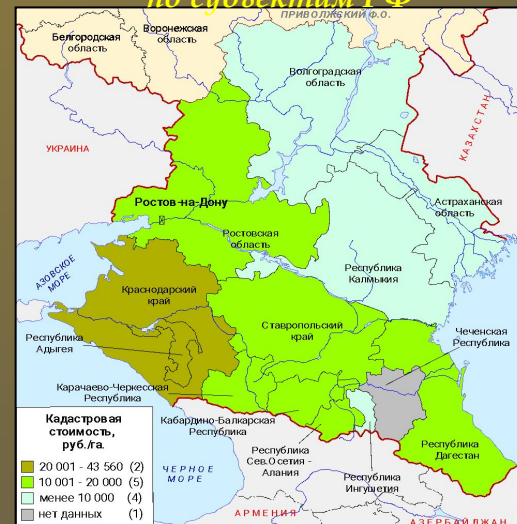 по субъектам РФ
ПРИВОЛЖСКИЙ Ф.О.
Белгородская
область
Воронежская
область
Волгоградская
область
УКРАИНА
КАЗАХСТАН
Астраханская
область
Ростов-на-Дону
Ростовская
область
АЗОВСКОЕ
МОРЕ
Республика
Калмыкия
Краснодарский
край
Ставропольский
край
Чеченская
Республика
Республика
Адыгея
Карачаево-Черкесская
Республика
Кабардино-Балкарская
Республика
Республика
Сев.Осетия -
Алания
Республика
Ингушетия
Республика
Дагестан
ЧЕРНОЕ
МОРЕ
АРМЕНИЯ
АЗЕРБАЙДЖАН
Кадастровая
стоимость,
руб./га.
20 001 - 43 560 (2)
10 001 - 20 000 (5)
менее 10 000 (4)
нет данных (1)